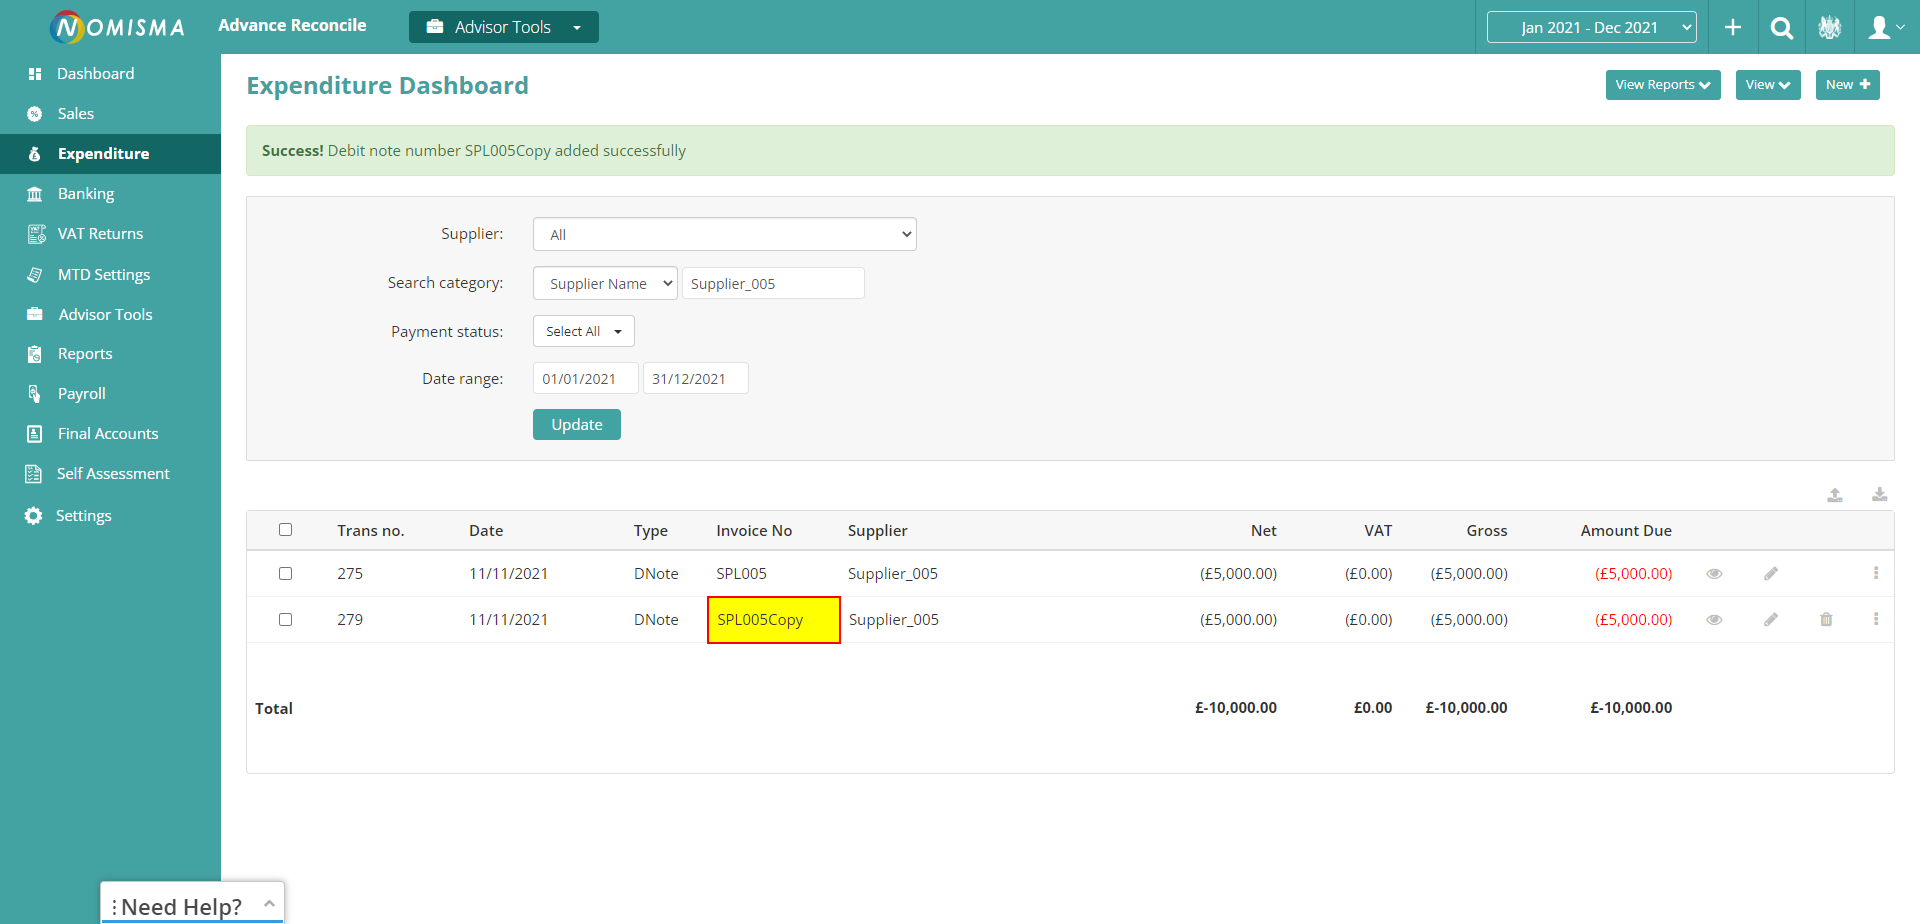 NOMISMA
Advance Reconcile
Advisor Tools
Jan 2021 - Dec 2021
Dashboard
Sales
Expenditure
Banking
VAT Returns
MTD Settings
Advisor Tools
Reports
Payroll
Final Accounts
Self Assessment
Settings
Expenditure Dashboard
View Reports
View
New
Success! Debit note number SPL005Copy added successfully
Supplier: All
Search category: Supplier Name Supplier_005
Payment status: Select All
Date range: 01/01/2021 31/12/2021
Update
Trans no. Date Type Invoice No Supplier Net VAT Gross Amount Due
275 11/11/2021 DNote SPL005 Supplier_005 (£5,000.00) (£0.00) (£5,000.00) (£5,000.00)
279 11/11/2021 DNote SPL005Copy Supplier_005 (£5,000.00) (£0.00) (£5,000.00) (£5,000.00)
Total £-10,000.00 £0.00 £-10,000.00 £-10,000.00
Need Help?